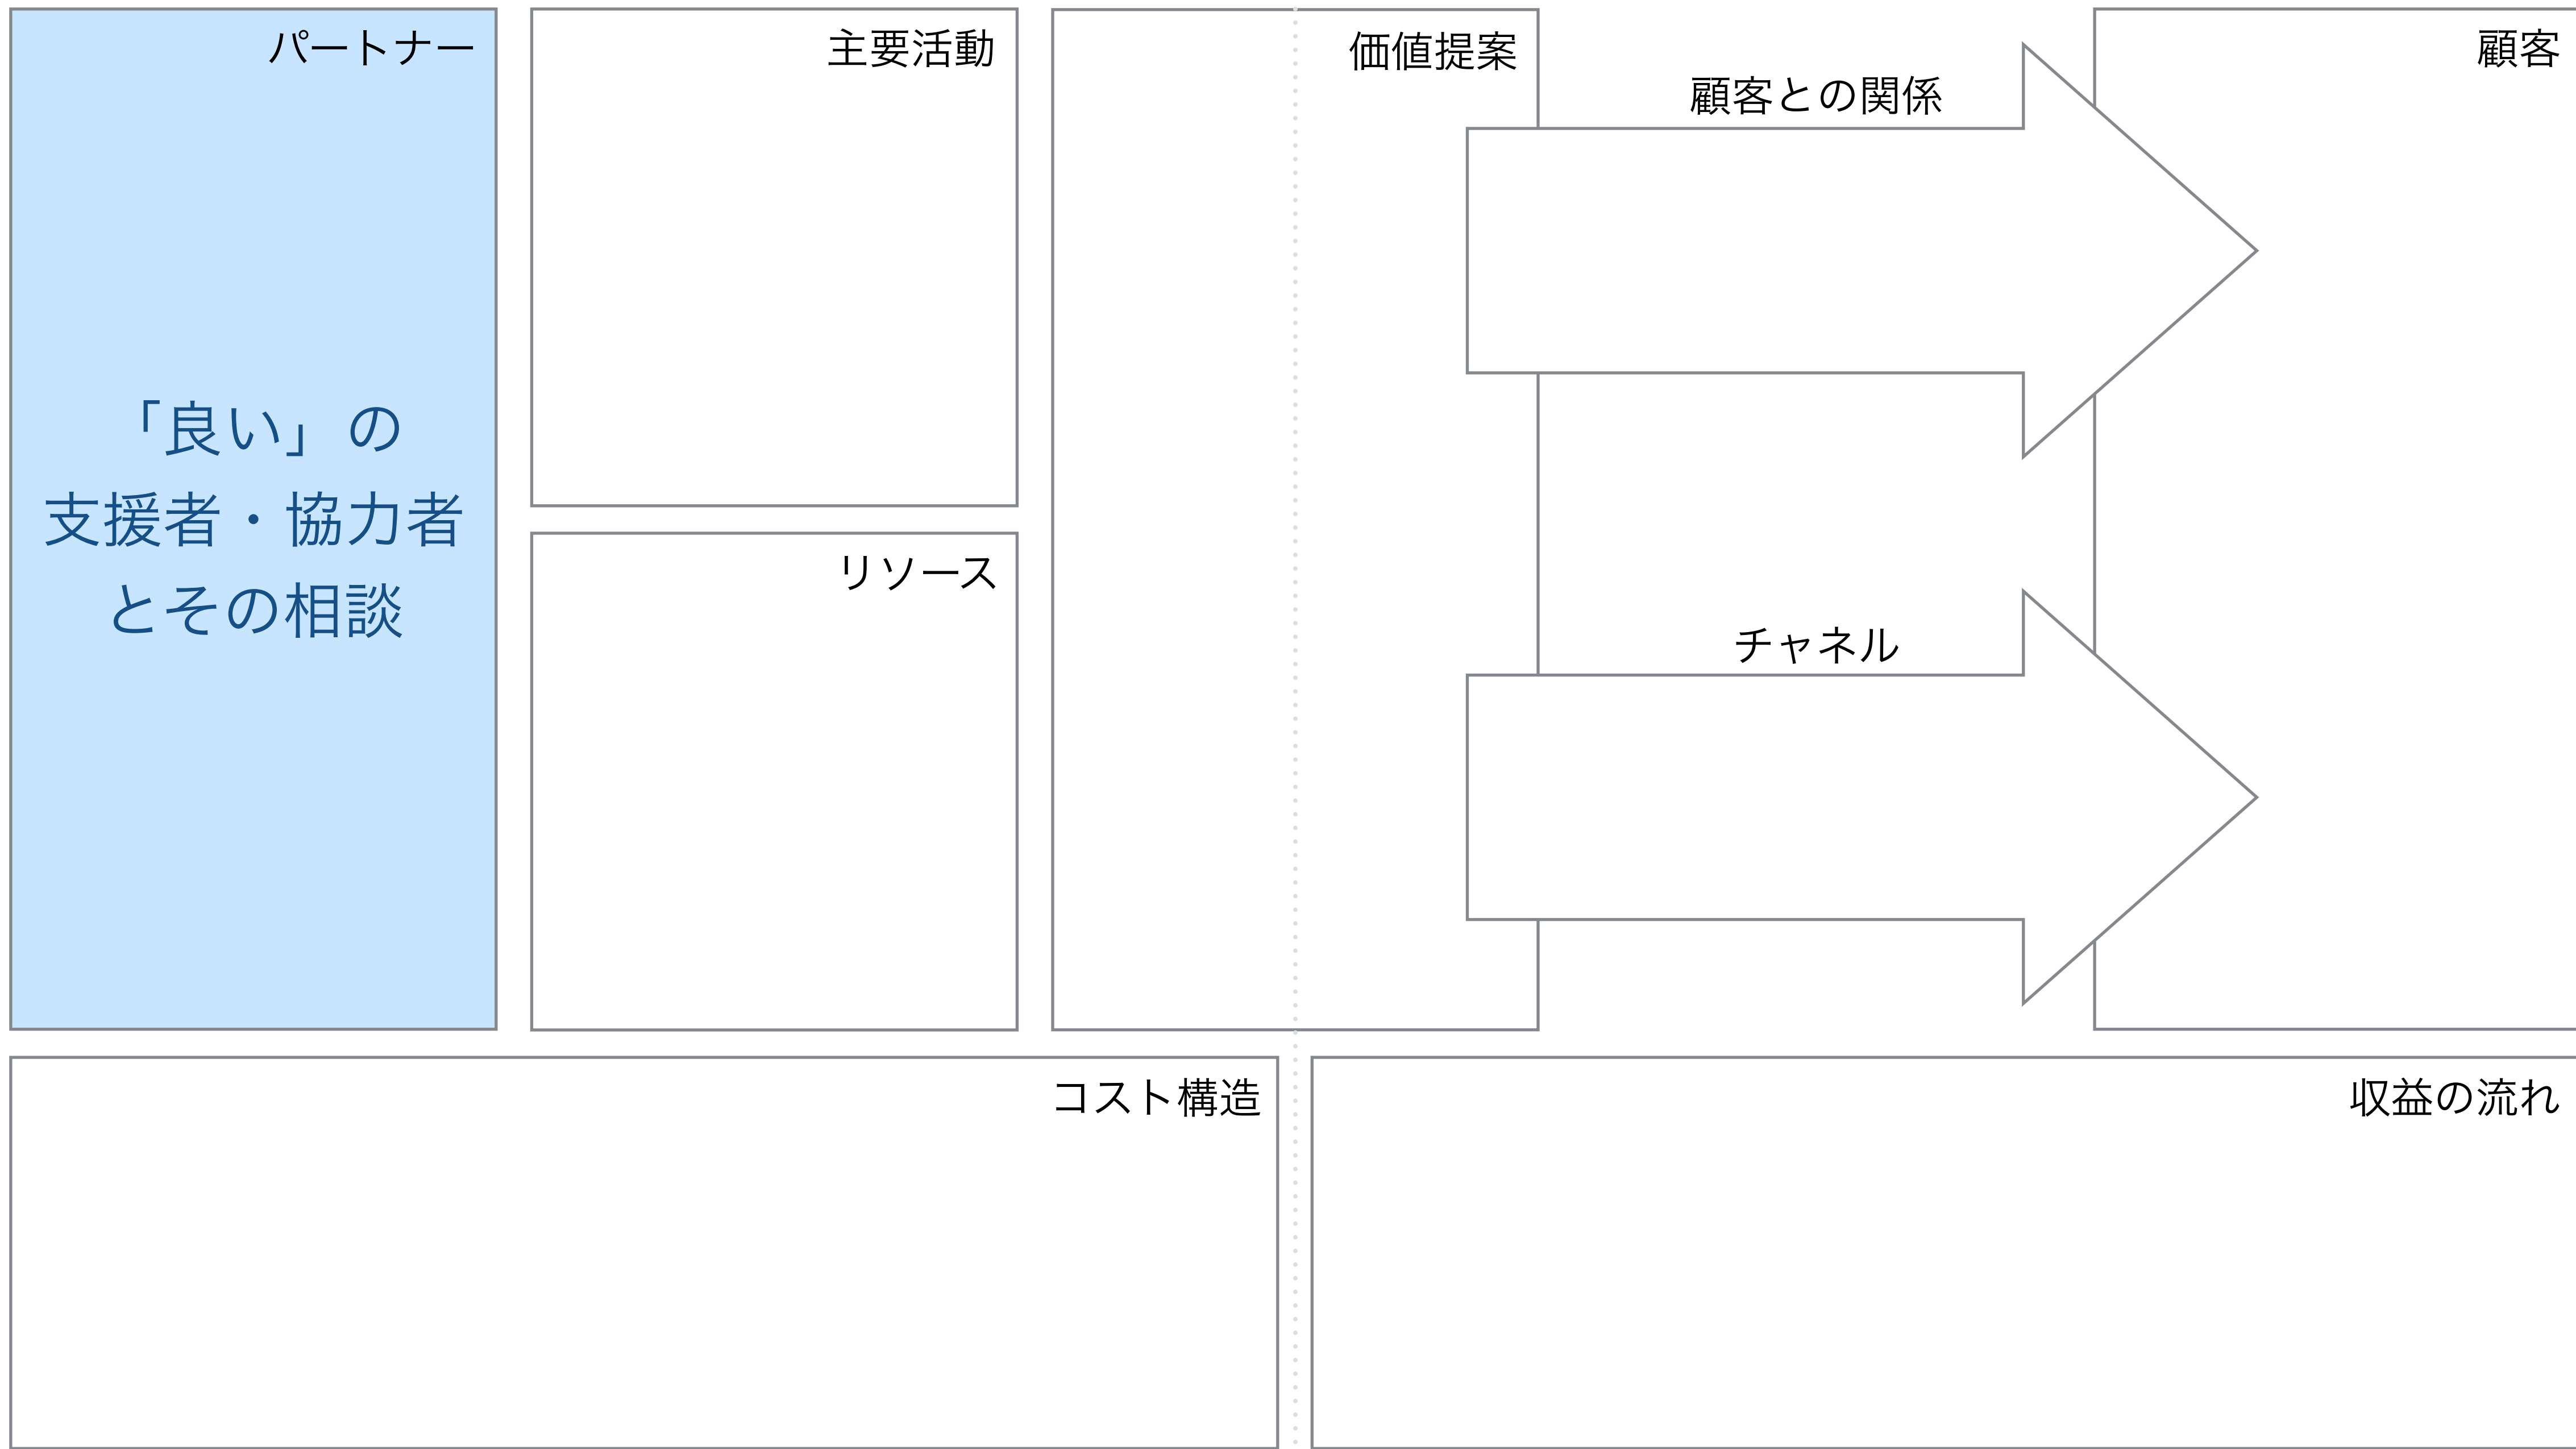 パートナー
「良い」の
支援者・協力者
とその相談
主要活動
リソース
価値提案
顧客との関係
チャネル
顧客
コスト構造
収益の流れ